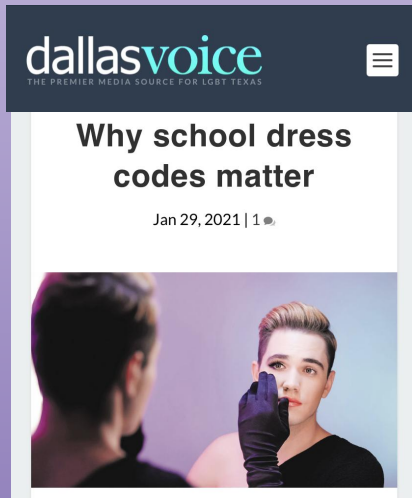 dallasvoice
THE PREMIER MEDIA SOURCE FOR LGBT TEXAS
Why school dress
codes matter
Jan 29, 2021 | 1